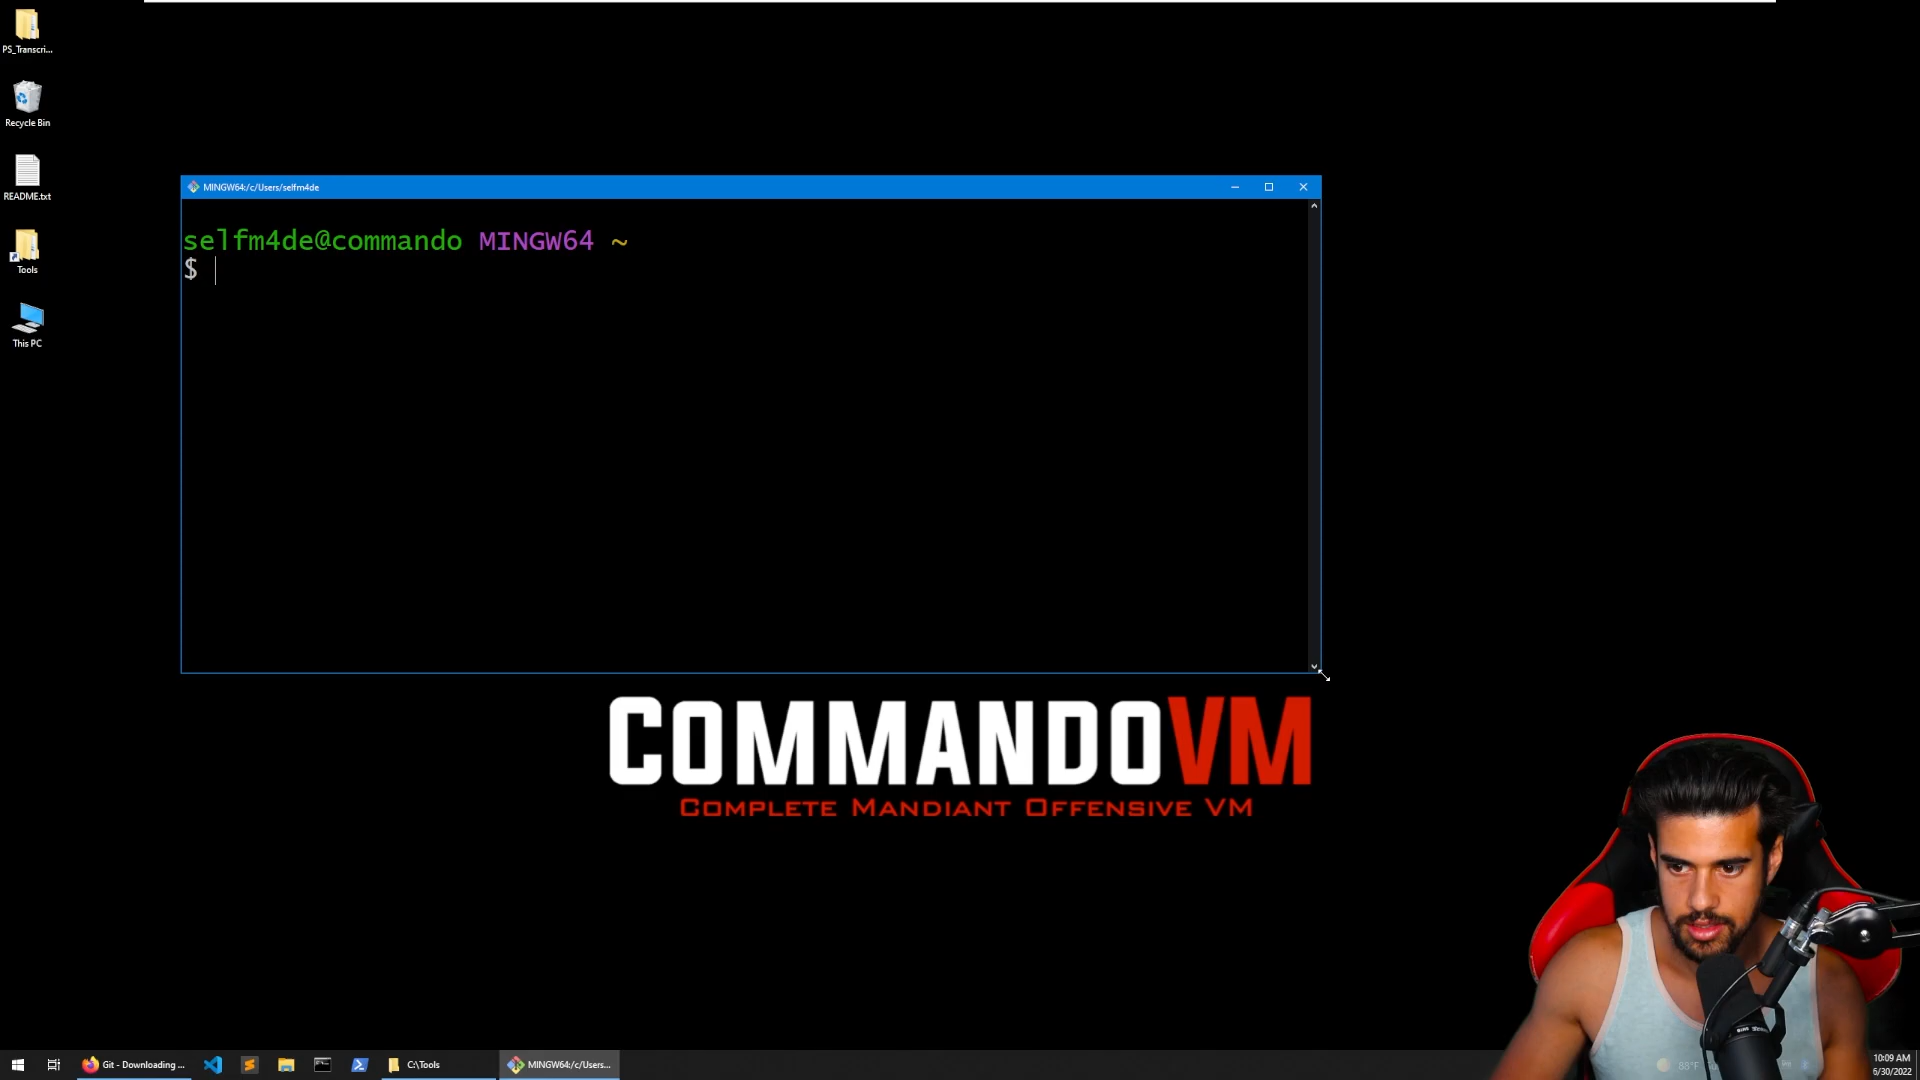 PS_Transcri...
Recycle Bin
README.txt
Tools
This PC
MINGW64:/c/Users/selfm4de
selfm4de@commando MINGW64 ~
$
COMMANDOVM
COMPLETE MANDIANT OFFENSIVE VM
Git - Downloading ...
C:\Tools
MINGW64:/c/Users...
88°F
10:09 AM
6/30/2022